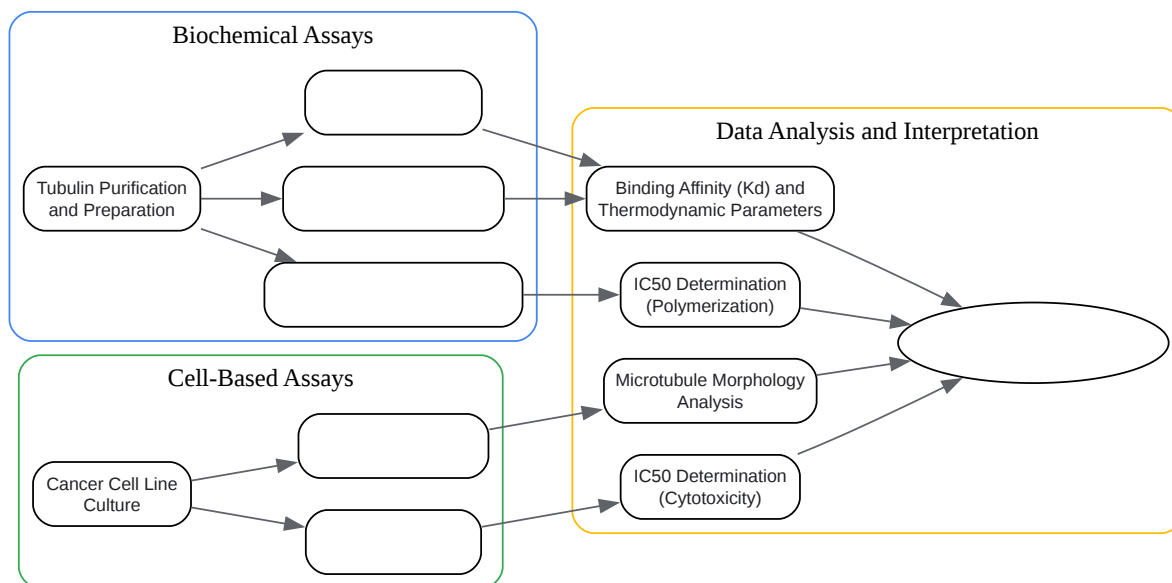 Biochemical Assays
Tubulin Purification
and Preparation
Data Analysis and Interpretation
Binding Affinity (Kd) and
Thermodynamic Parameters
IC50 Determination
(Polymerization)
Microtubule Morphology
Analysis
IC50 Determination
(Cytotoxicity)
Cell-Based Assays
Cancer Cell Line
Culture